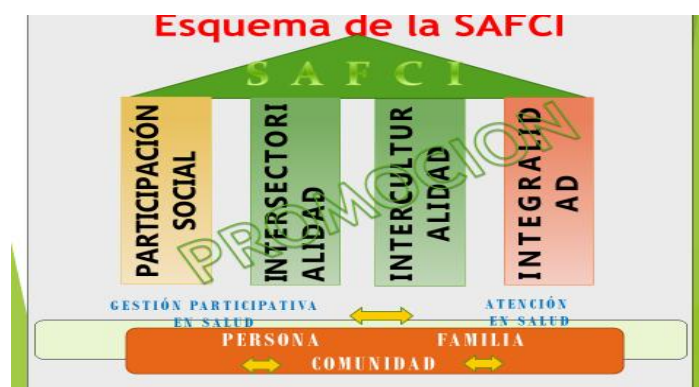 Esquema de la SAFCI
SAFCI
PARTICIPACIÓN
SOCIAL
INTERSECTORI
ALIDAD
INTERCULTUR
ALIDAD
INTEGRALID
AD
PROMOCION
GESTIÓN PARTICIPATIVA
EN SALUD
ATENCIÓN
EN SALUD
PERSONA
FAMILIA
COMUNIDAD